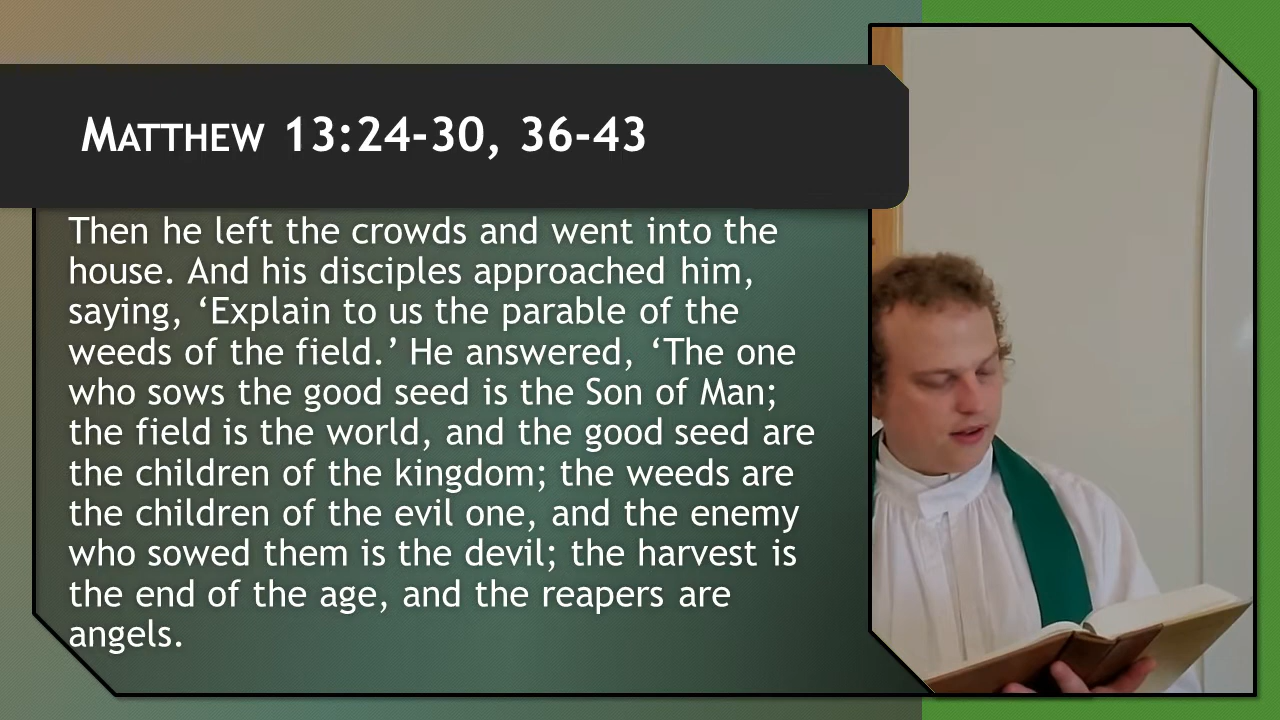 Matthew 13:24-30, 36-43
Then he left the crowds and went into the
house. And his disciples approached him,
saying, ‘Explain to us the parable of the
weeds of the field.’ He answered, ‘The one
who sows the good seed is the Son of Man;
the field is the world, and the good seed are
the children of the kingdom; the weeds are
the children of the evil one, and the enemy
who sowed them is the devil; the harvest is
the end of the age, and the reapers are
angels.